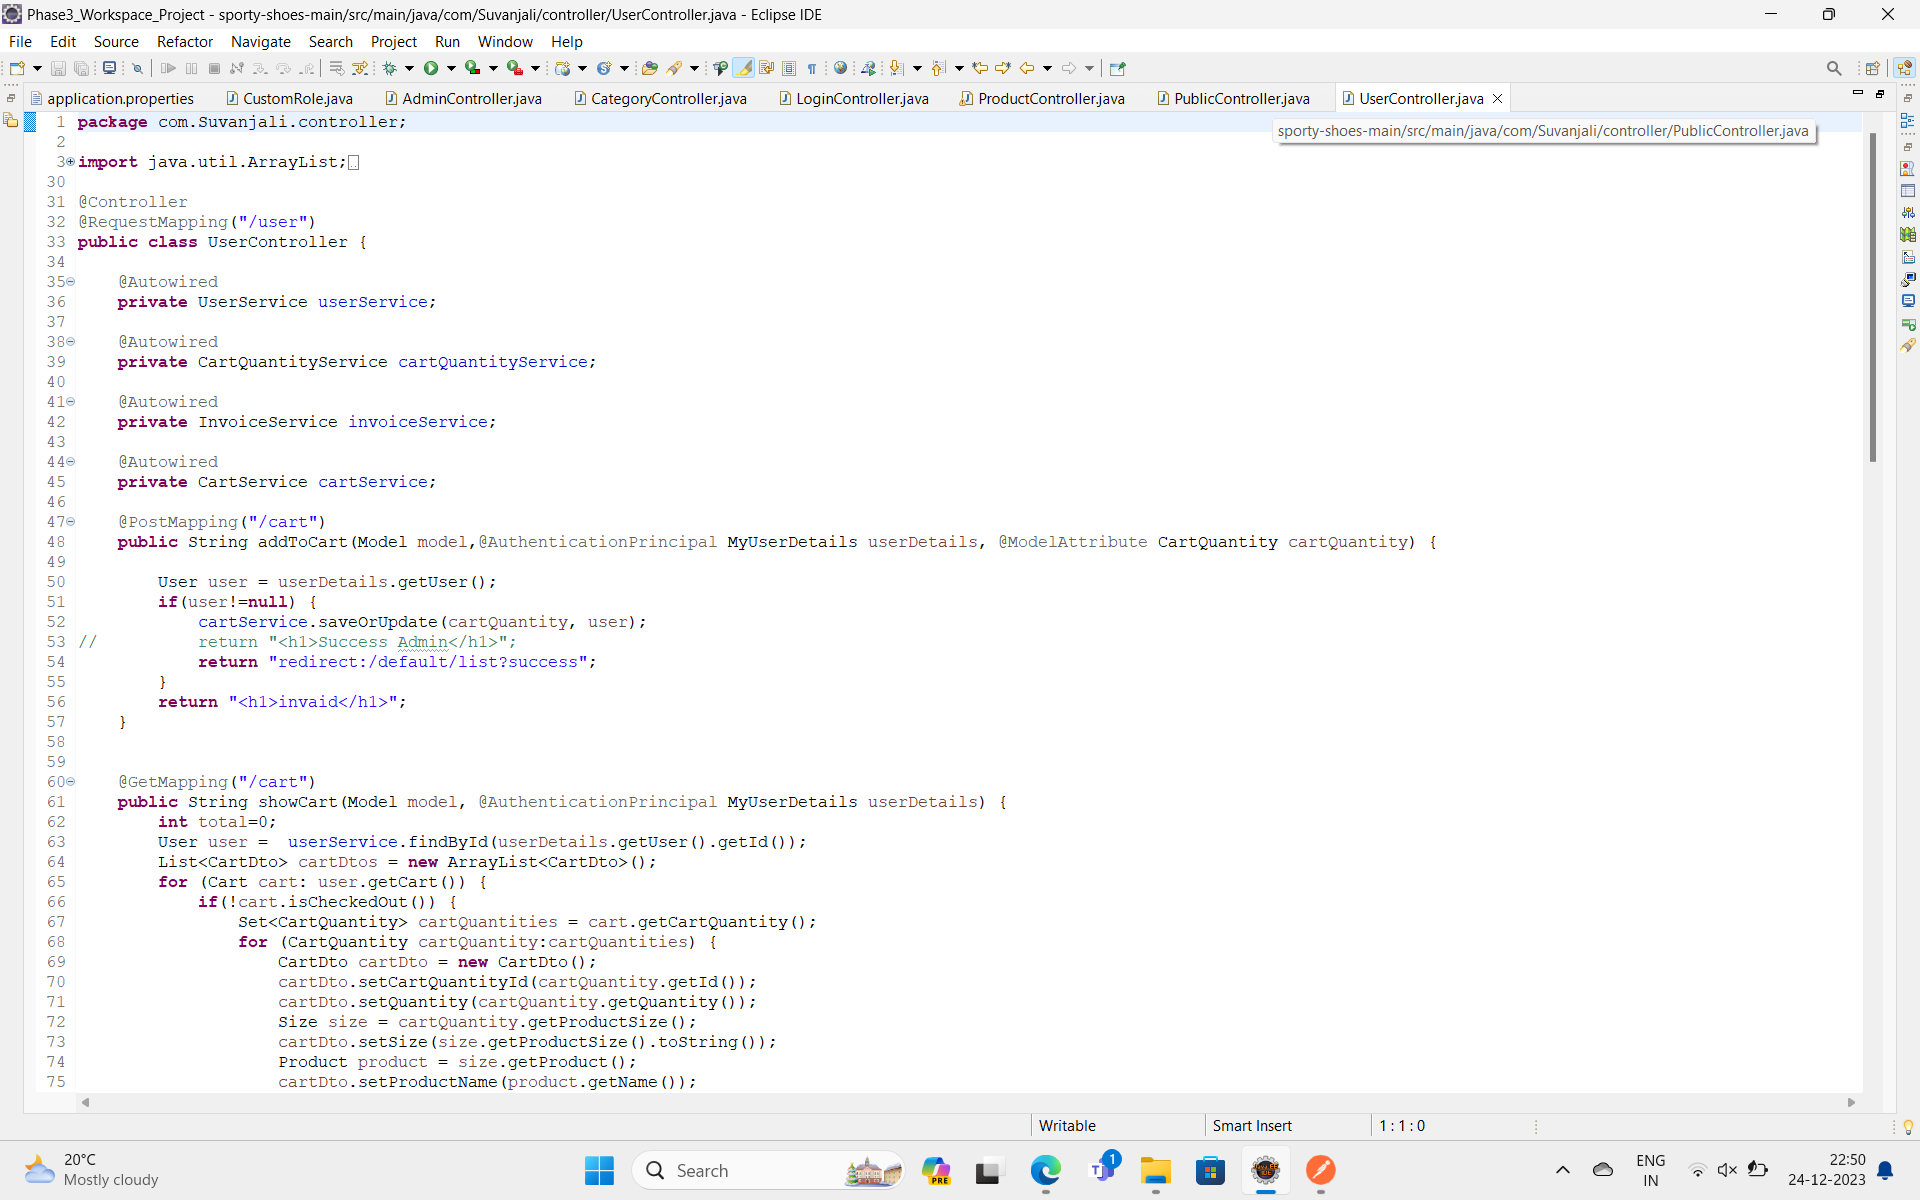 Phase3_Workspace_Project - sporty-shoes-main/src/main/java/com/Suvanjali/controller/UserController.java - Eclipse IDE
File Edit Source Refactor Navigate Search Project Run Window Help
application.properties CustomRole.java AdminController.java CategoryController.java LoginController.java ProductController.java PublicController.java UserController.java
sporty-shoes-main/src/main/java/com/Suvanjali/controller/PublicController.java
1 package com.Suvanjali.controller;
2
3 import java.util.ArrayList;
30
31 @Controller
32 @RequestMapping("/user")
33 public class UserController {
34
35 @Autowired
36 private UserService userService;
37
38 @Autowired
39 private CartQuantityService cartQuantityService;
40
41 @Autowired
42 private InvoiceService invoiceService;
43
44 @Autowired
45 private CartService cartService;
46
47 @PostMapping("/cart")
48 public String addToCart(Model model,@AuthenticationPrincipal MyUserDetails userDetails, @ModelAttribute CartQuantity cartQuantity) {
49
50 User user = userDetails.getUser();
51 if(user!=null) {
52 cartService.saveOrUpdate(cartQuantity, user);
53 // return "<h1>Success Admin</h1>";
54 return "redirect:/default/list?success";
55 }
56 return "<h1>invaid</h1>";
57 }
58
59
60 @GetMapping("/cart")
61 public String showCart(Model model, @AuthenticationPrincipal MyUserDetails userDetails) {
62 int total=0;
63 User user =  userService.findById(userDetails.getUser().getId());
64 List<CartDto> cartDtos = new ArrayList<CartDto>();
65 for (Cart cart: user.getCart()) {
66 if(!cart.isCheckedOut()) {
67 Set<CartQuantity> cartQuantities = cart.getCartQuantity();
68 for (CartQuantity cartQuantity:cartQuantities) {
69 CartDto cartDto = new CartDto();
70 cartDto.setCartQuantityId(cartQuantity.getId());
71 cartDto.setQuantity(cartQuantity.getQuantity());
72 Size size = cartQuantity.getProductSize();
73 cartDto.setSize(size.getProductSize().toString());
74 Product product = size.getProduct();
75 cartDto.setProductName(product.getName());
Writable Smart Insert 1 : 1 : 0
20°C
Mostly cloudy
Search
PRE
1
ENG
IN
22:50
24-12-2023